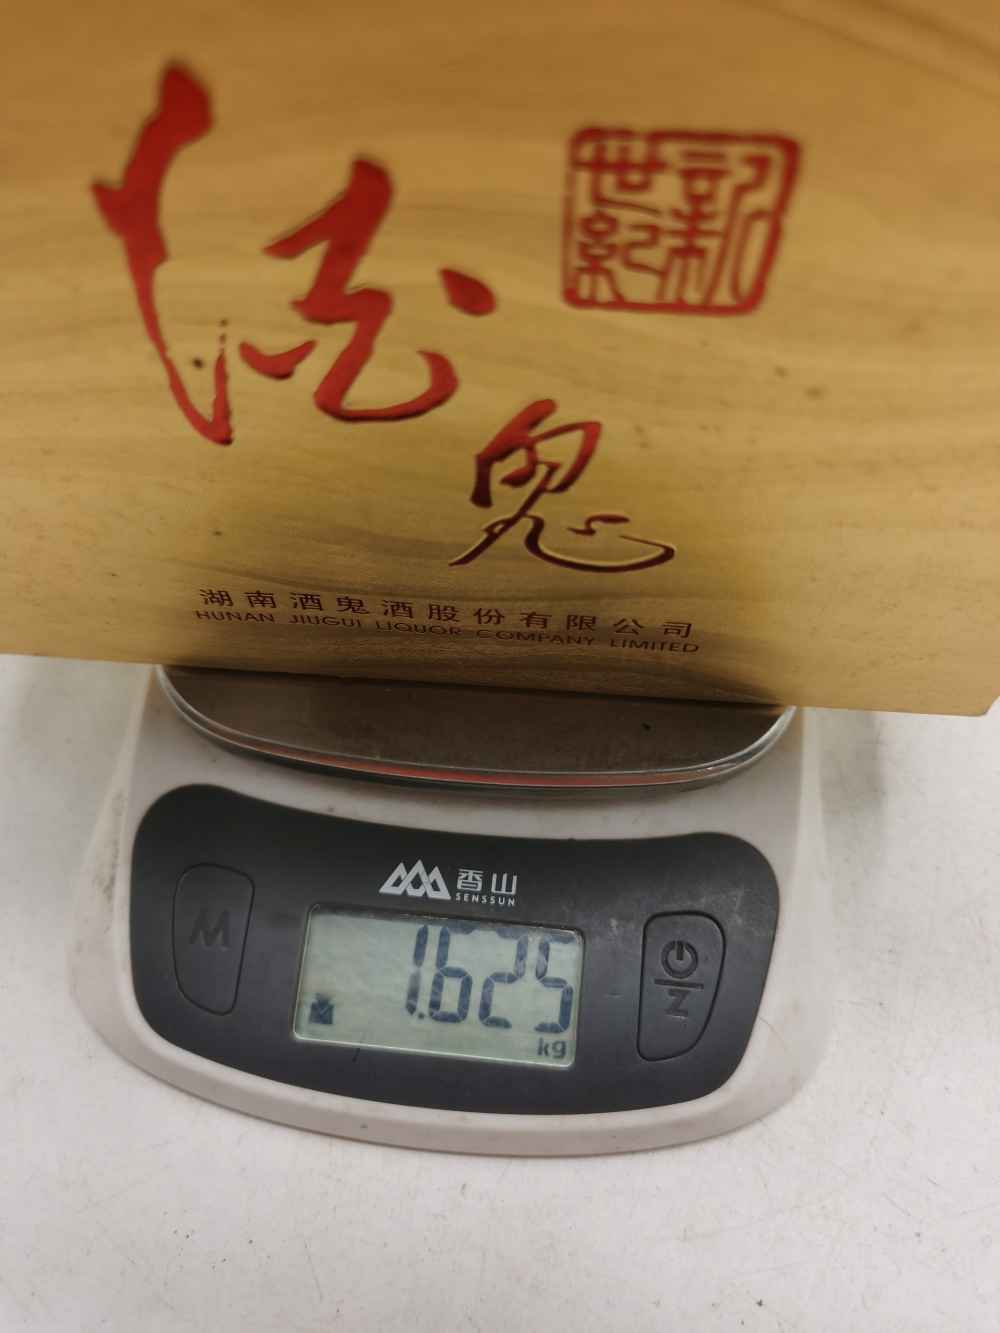 酒鬼
新世紀
湖南酒鬼酒股份有限公司
HUNAN JIUGUI LIQUOR COMPANY LIMITED
香山
SENSSUN
M
1.625
kg
Z